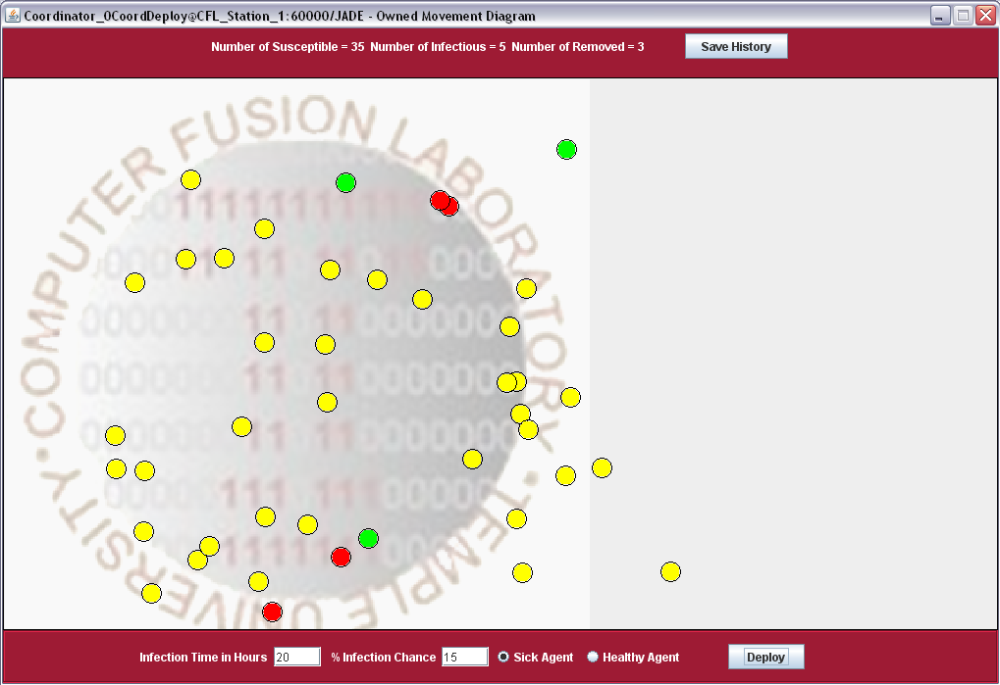 Coordinator_0CoordDeploy@CFL_Station_1:60000/JADE - Owned Movement Diagram
Number of Susceptible = 35 Number of Infectious = 5 Number of Removed = 3 Save History
COMPUTER FUSION LABORATORY
TEMPLE UNIVERSITY
Infection Time in Hours 20 % Infection Chance 15 Sick Agent Healthy Agent Deploy